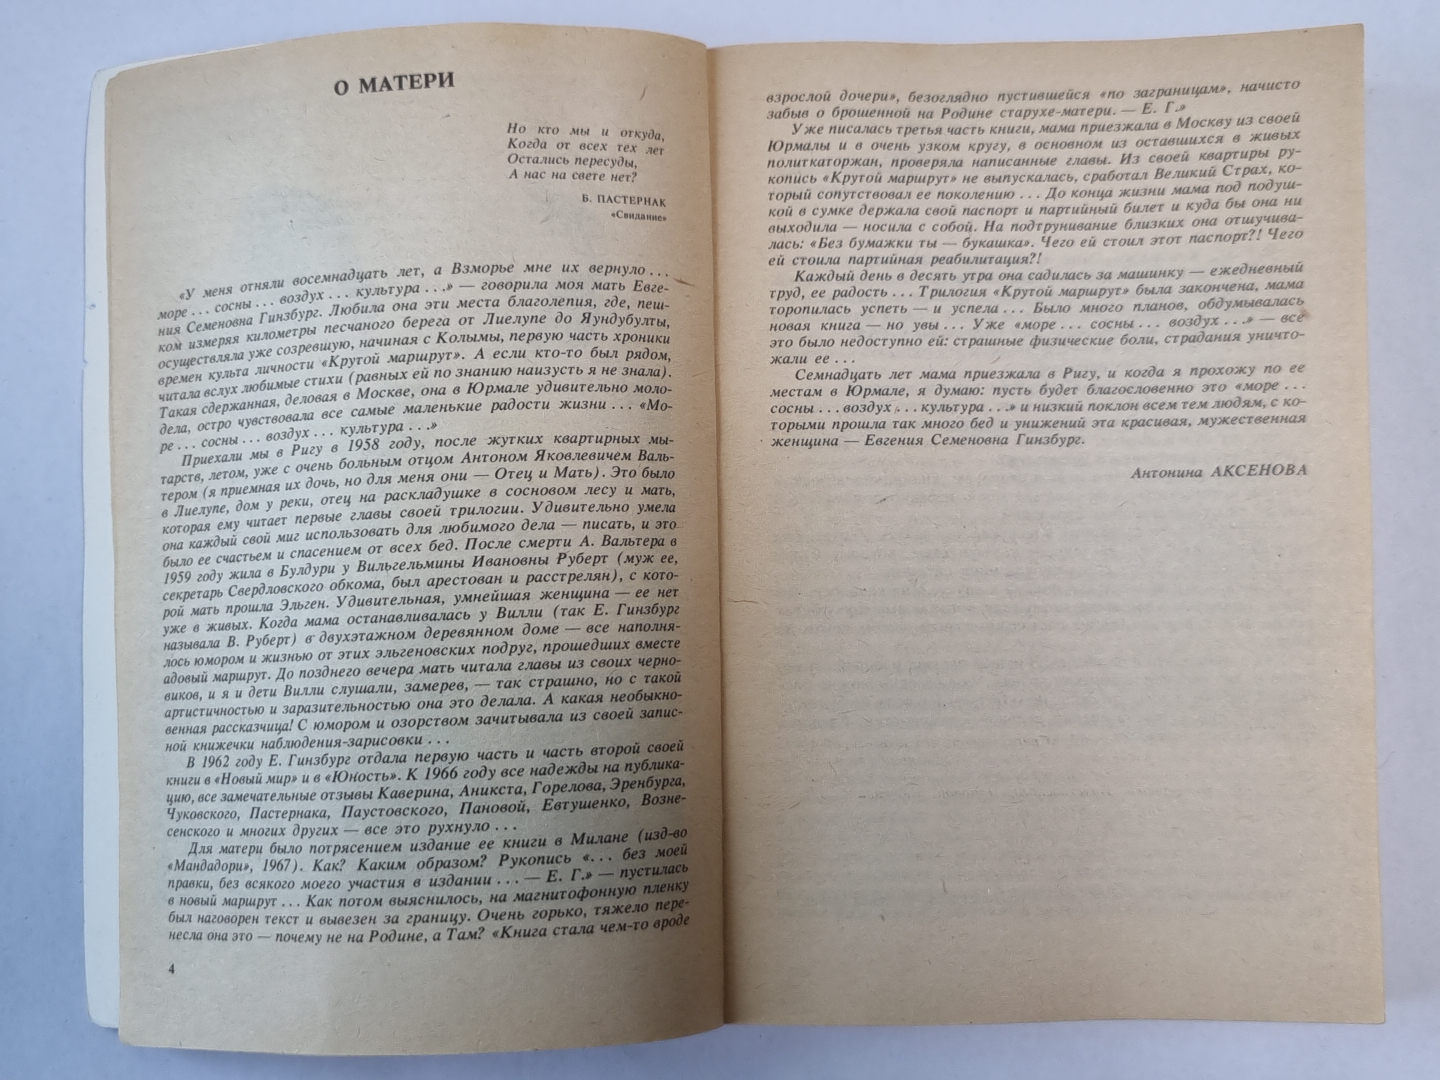 О МАТЕРИ
Но кто мы и откуда,
Когда от всех тех лет
Остались пересуды,
А нас на свете нет?
Б. ПАСТЕРНАК
«Свидание»
«У меня отняли восемнадцать лет, а Взморье мне их вернуло . . .
море . . . сосны . . . воздух . . . культура . . .» — говорила моя мать Евге-
ния Семеновна Гинзбург. Любила она эти места благолепия, где, пеш-
ком измеряя километры песчаного берега от Лиелупе до Яундубулты,
осуществляла уже созревшую, начиная с Колымы, первую часть хроники
времен культа личности «Крутой маршрут». А если кто-то был рядом,
читала вслух любимые стихи (равных ей по знанию наизусть я не знала).
Такая сдержанная, деловая в Москве, она в Юрмале удивительно моло-
дела, остро чувствовала все самые маленькие радости жизни . . . «Мо-
ре . . . сосны . . . воздух . . . культура . . .»
Приехали мы в Ригу в 1958 году, после жутких квартирных мы-
тарств, летом, уже с очень больным отцом Антоном Яковлевичем Валь-
тером (я приемная их дочь, но для меня они — Отец и Мать). Это было
в Лиелупе, дом у реки, отец на раскладушке в сосновом лесу и мать,
которая ему читает первые главы своей трилогии. Удивительно умела
она каждый свой миг использовать для любимого дела — писать, и это
было ее счастьем и спасением от всех бед. После смерти А. Вальтера в
1959 году жила в Булдури у Вильгельмины Ивановны Руберт (муж ее,
секретарь Свердловского обкома, был арестован и расстрелян), с кото-
рой мать прошла Эльген. Удивительная, умнейшая женщина — ее нет
уже в живых. Когда мама останавливалась у Вилли (так Е. Гинзбург
называла В. Руберт) в двухэтажном деревянном доме — все наполня-
лось юмором и жизнью от этих эльгеновских подруг, прошедших вместе
адовый маршрут. До позднего вечера мать читала главы из своих черно-
виков, и я и дети Вилли слушали, замерев, — так страшно, но с такой
артистичностью и заразительностью она это делала. А какая необыкно-
венная рассказчица! С юмором и озорством зачитывала из своей запис-
ной книжечки наблюдения-зарисовки . . .
В 1962 году Е. Гинзбург отдала первую часть и часть второй своей
книги в «Новый мир» и в «Юность». К 1966 году все надежды на публика-
цию, все замечательные отзывы Каверина, Аникста, Горелова, Эренбурга,
Чуковского, Пастернака, Паустовского, Пановой, Евтушенко, Возне-
сенского и многих других — все это рухнуло . . .
Для матери было потрясением издание ее книги в Милане (изд-во
«Мандадори», 1967). Как? Каким образом? Рукопись «. . . без моей
правки, без всякого моего участия в издании . . . — Е. Г.» — пустилась
в новый маршрут . . . Как потом выяснилось, на магнитофонную пленку
был наговорен текст и вывезен за границу. Очень горько, тяжело пере-
несла она это — почему не на Родине, а Там? «Книга стала чем-то вроде
4
взрослой дочери», безоглядно пустившейся «по заграницам», начисто
забыв о брошенной на Родине старухе-матери. — Е. Г.»
Уже писалась третья часть книги, мама приезжала в Москву из своей
Юрмалы и в очень узком кругу, в основном из оставшихся в живых
политкаторжан, проверяла написанные главы. Из своей квартиры ру-
копись «Крутой маршрут» не выпускалась, сработал Великий Страх, ко-
торый сопутствовал ее поколению . . . До конца жизни мама под подуш-
кой в сумке держала свой паспорт и партийный билет и куда бы она ни
выходила — носила с собой. На подтрунивание близких она отшучива-
лась: «Без бумажки ты — букашка». Чего ей стоил этот паспорт?! Чего
ей стоила партийная реабилитация?!
Каждый день в десять утра она садилась за машинку — ежедневный
труд, ее радость . . . Трилогия «Крутой маршрут» была закончена, мама
торопилась успеть — и успела . . . Было много планов, обдумывалась
новая книга — но увы . . . Уже «море . . . сосны . . . воздух . . .» — все
это было недоступно ей: страшные физические боли, страдания уничто-
жали ее . . .
Семнадцать лет мама приезжала в Ригу, и когда я прохожу по ее
местам в Юрмале, я думаю: пусть будет благословенно это «море . . .
сосны . . . воздух . . . культура . . .» и низкий поклон всем тем людям, с ко-
торыми прошла так много бед и унижений эта красивая, мужественная
женщина — Евгения Семеновна Гинзбург.
Антонина АКСЕНОВА